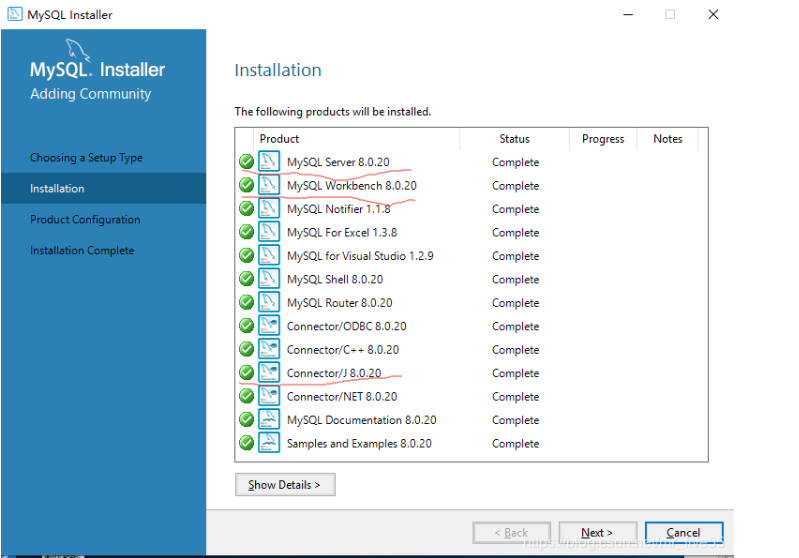 MySQL Installer
MySQL. Installer
Adding Community
Choosing a Setup Type
Installation
Product Configuration
Installation Complete
Installation
The following products will be installed.
Product Status Progress Notes
MySQL Server 8.0.20 Complete
MySQL Workbench 8.0.20 Complete
MySQL Notifier 1.1.8 Complete
MySQL For Excel 1.3.8 Complete
MySQL for Visual Studio 1.2.9 Complete
MySQL Shell 8.0.20 Complete
MySQL Router 8.0.20 Complete
Connector/ODBC 8.0.20 Complete
Connector/C++ 8.0.20 Complete
Connector/J 8.0.20 Complete
Connector/NET 8.0.20 Complete
MySQL Documentation 8.0.20 Complete
Samples and Examples 8.0.20 Complete
Show Details >
< Back Next > Cancel